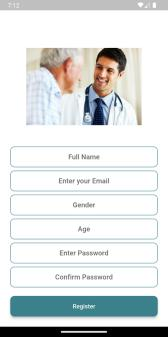 7:12
Full Name
Enter your Email
Gender
Age
Enter Password
Confirm Password
Register